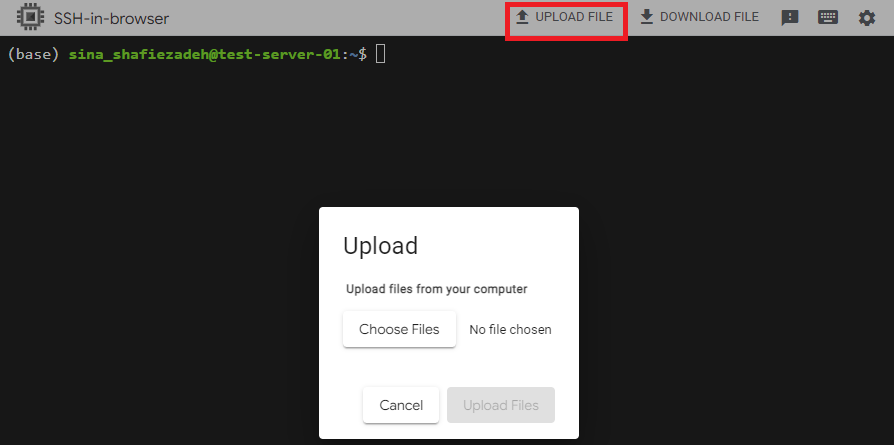 SSH-in-browser UPLOAD FILE DOWNLOAD FILE
(base) sina_shafiezadeh@test-server-01:~$
Upload
Upload files from your computer
Choose Files No file chosen
Cancel Upload Files